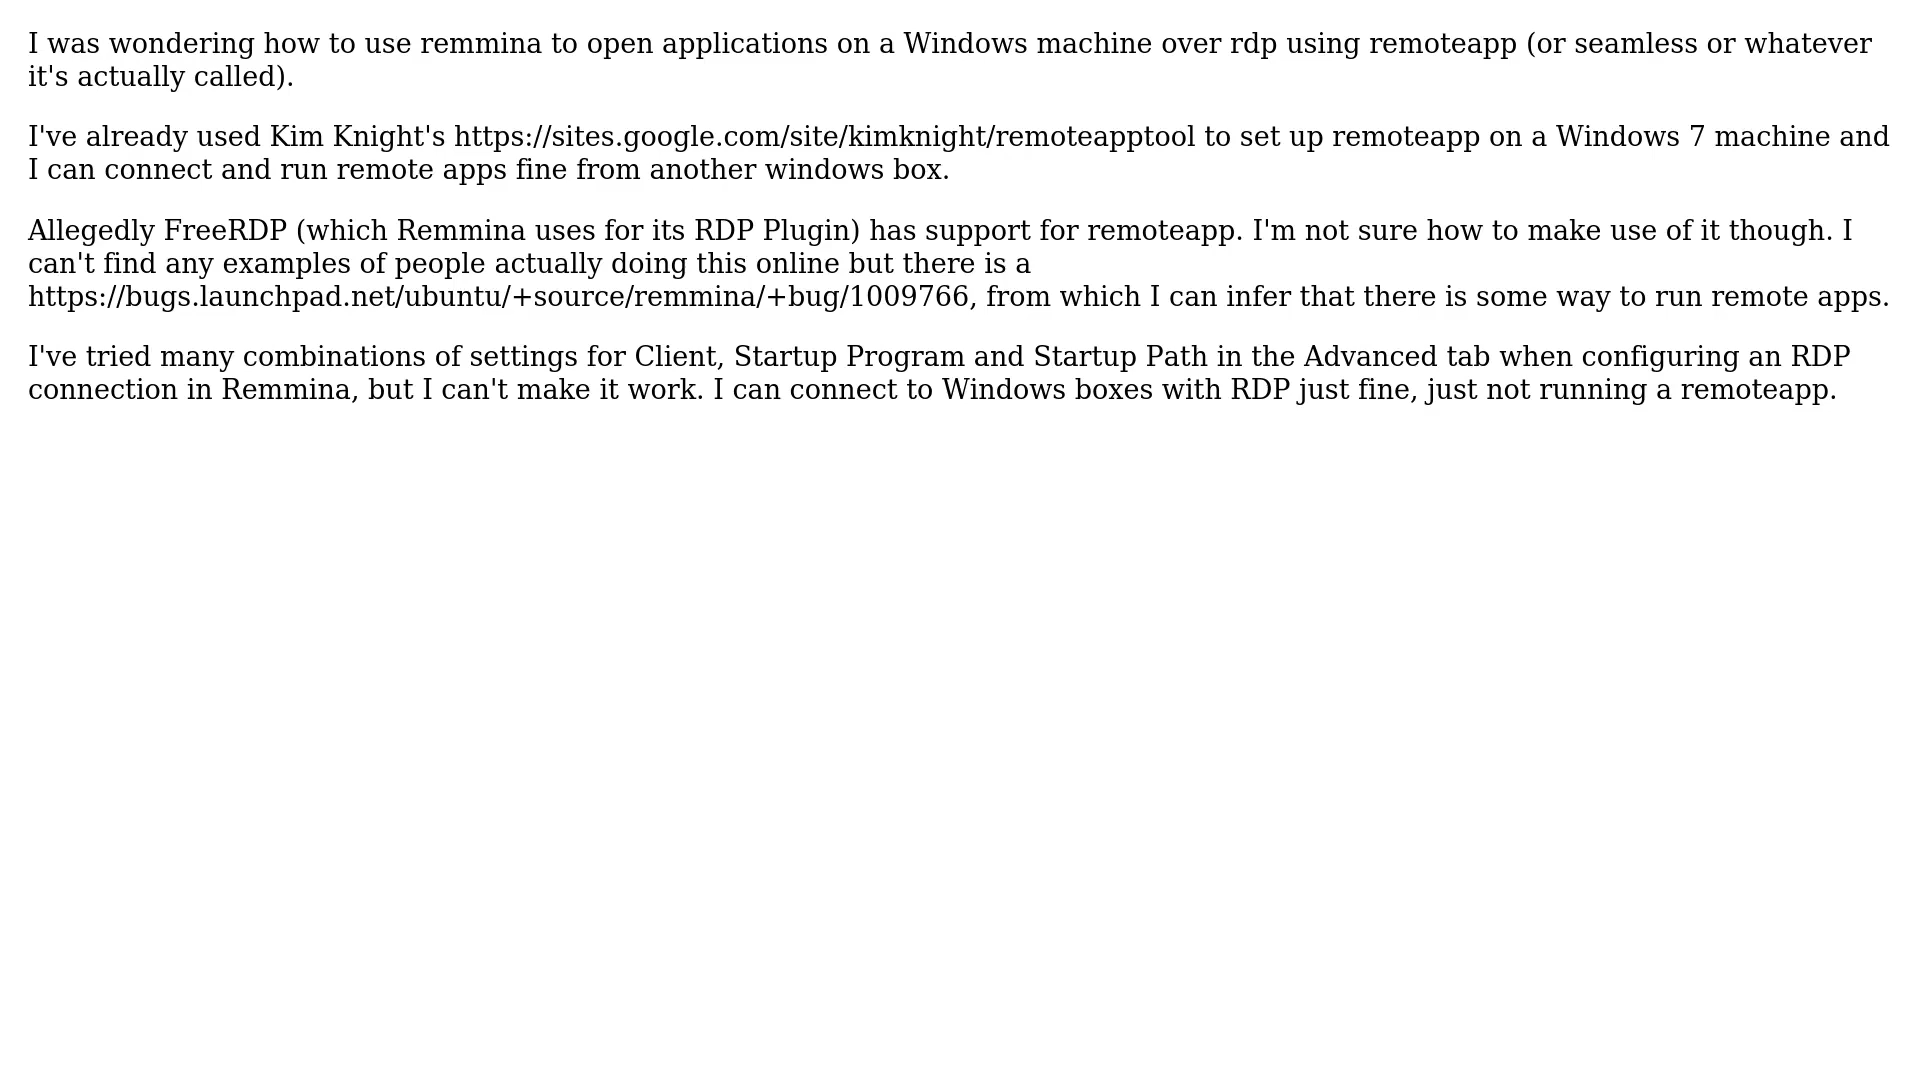 I was wondering how to use remmina to open applications on a Windows machine over rdp using remoteapp (or seamless or whatever
it's actually called).
I've already used Kim Knight's https://sites.google.com/site/kimknight/remoteapptool to set up remoteapp on a Windows 7 machine and
I can connect and run remote apps fine from another windows box.
Allegedly FreeRDP (which Remmina uses for its RDP Plugin) has support for remoteapp. I'm not sure how to make use of it though. I
can't find any examples of people actually doing this online but there is a
https://bugs.launchpad.net/ubuntu/+source/remmina/+bug/1009766, from which I can infer that there is some way to run remote apps.
I've tried many combinations of settings for Client, Startup Program and Startup Path in the Advanced tab when configuring an RDP
connection in Remmina, but I can't make it work. I can connect to Windows boxes with RDP just fine, just not running a remoteapp.